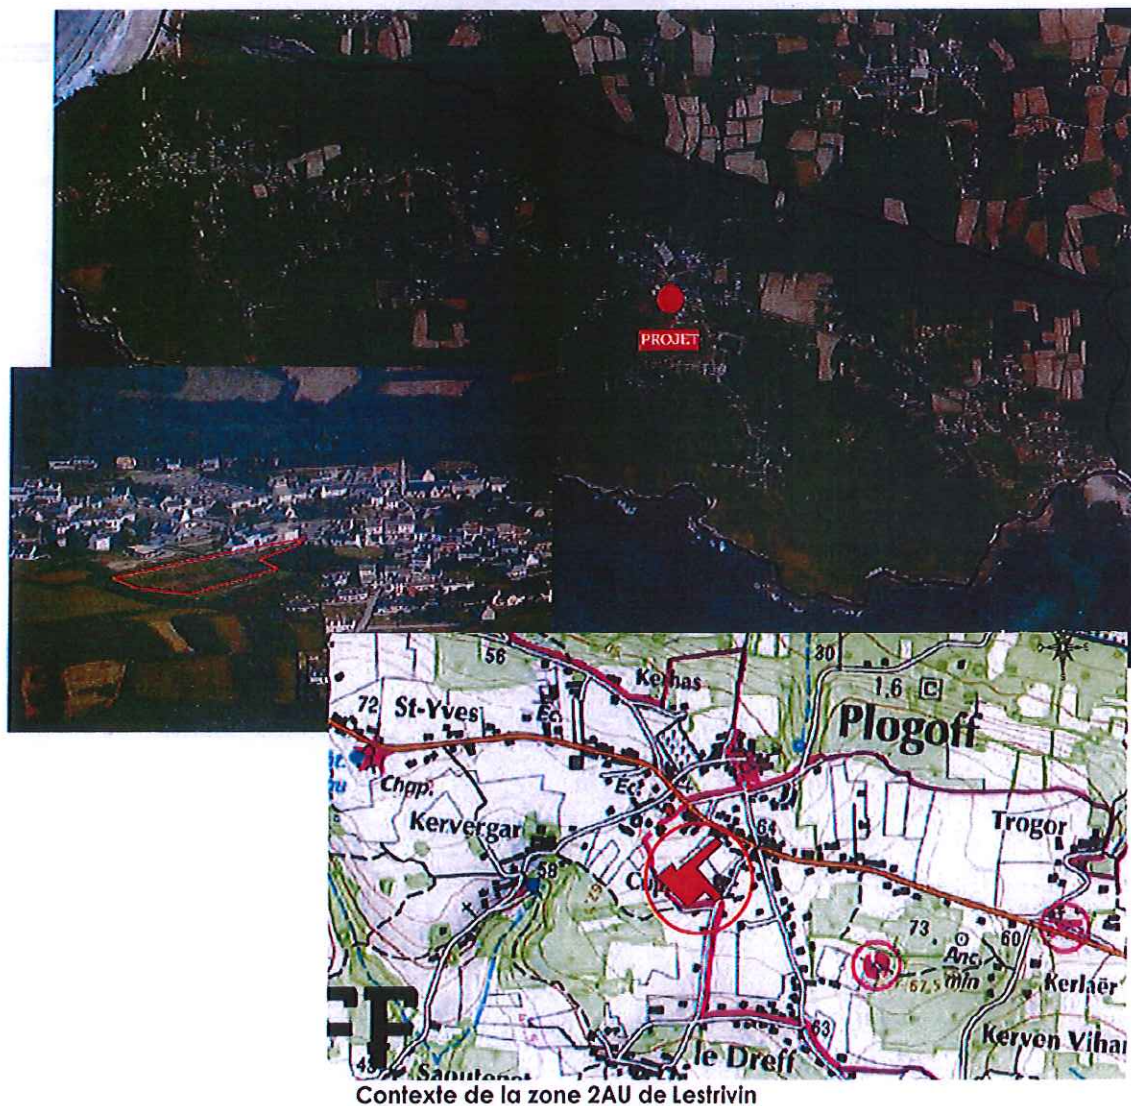 PROJET
56
Kerhas
30
1.6 C
72 St-Yves
Ec.
Plogoff
Chap.
Ec.
Kervergar
64
Trogor
58
73
60
Anc.
mln
67,5
Kerlaër
63
Kerven Vihan
le Dreff
Contexte de la zone 2AU de Lestrivin